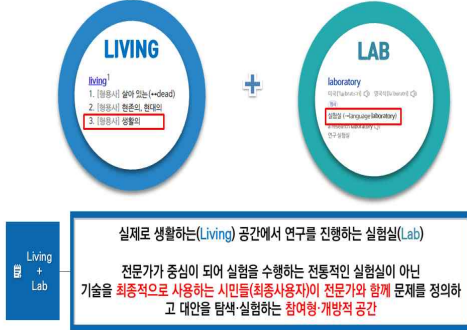 LIVING
living¹
1. [형용사] 살아 있는(↔dead)
2. [형용사] 현존의, 현대의
3. [형용사] 생활의
+
LAB
laboratory
실험실 (→language laboratory)
연구 실험실
Living
+
Lab
실제로 생활하는(Living) 공간에서 연구를 진행하는 실험실(Lab)
전문가가 중심이 되어 실험을 수행하는 전통적인 실험실이 아닌
기술을 최종적으로 사용하는 시민들(최종사용자)이 전문가와 함께 문제를 정의하
고 대안을 탐색·실험하는 참여형·개방적 공간